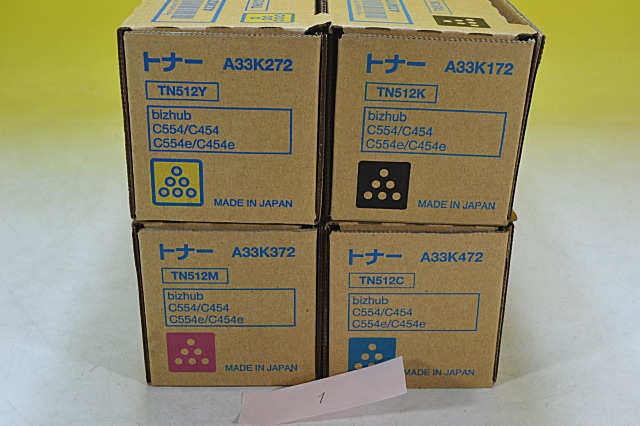 トナー A33K272
TN512Y
bizhub
C554/C454
C554e/C454e
MADE IN JAPAN
トナー A33K172
TN512K
bizhub
C554/C454
C554e/C454e
MADE IN JAPAN
トナー A33K372
TN512M
bizhub
C554/C454
C554e/C454e
MADE IN JAPAN
トナー A33K472
TN512C
bizhub
C554/C454
C554e/C454e
MADE IN JAPAN
1